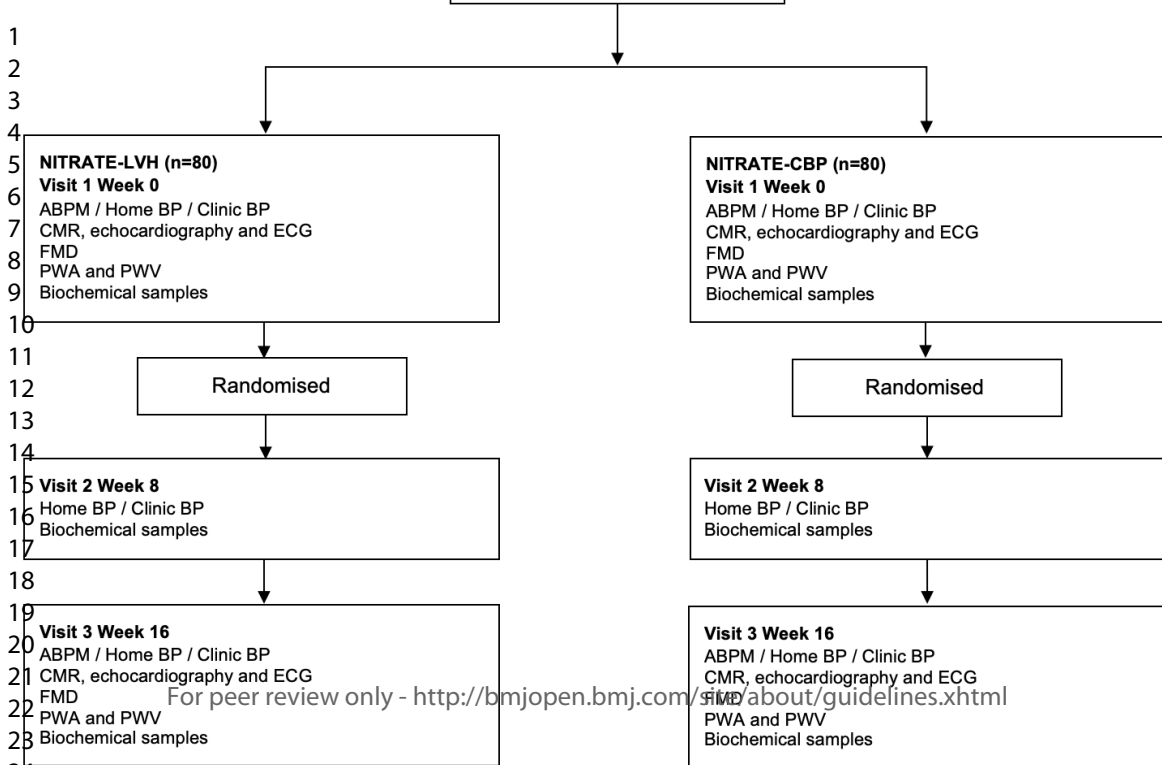 1
2
3
4
5
6
7
8
9
10
11
12
13
14
15
16
17
18
19
20
21
22
23
NITRATE-LVH (n=80)
Visit 1 Week 0
ABPM / Home BP / Clinic BP
CMR, echocardiography and ECG
FMD
PWA and PWV
Biochemical samples
NITRATE-CBP (n=80)
Visit 1 Week 0
ABPM / Home BP / Clinic BP
CMR, echocardiography and ECG
FMD
PWA and PWV
Biochemical samples
Randomised
Randomised
Visit 2 Week 8
Home BP / Clinic BP
Biochemical samples
Visit 2 Week 8
Home BP / Clinic BP
Biochemical samples
Visit 3 Week 16
ABPM / Home BP / Clinic BP
CMR, echocardiography and ECG
FMD
PWA and PWV
Biochemical samples
Visit 3 Week 16
ABPM / Home BP / Clinic BP
CMR, echocardiography and ECG
FMD
PWA and PWV
Biochemical samples
For peer review only - http://bmjopen.bmj.com/site/about/guidelines.xhtml